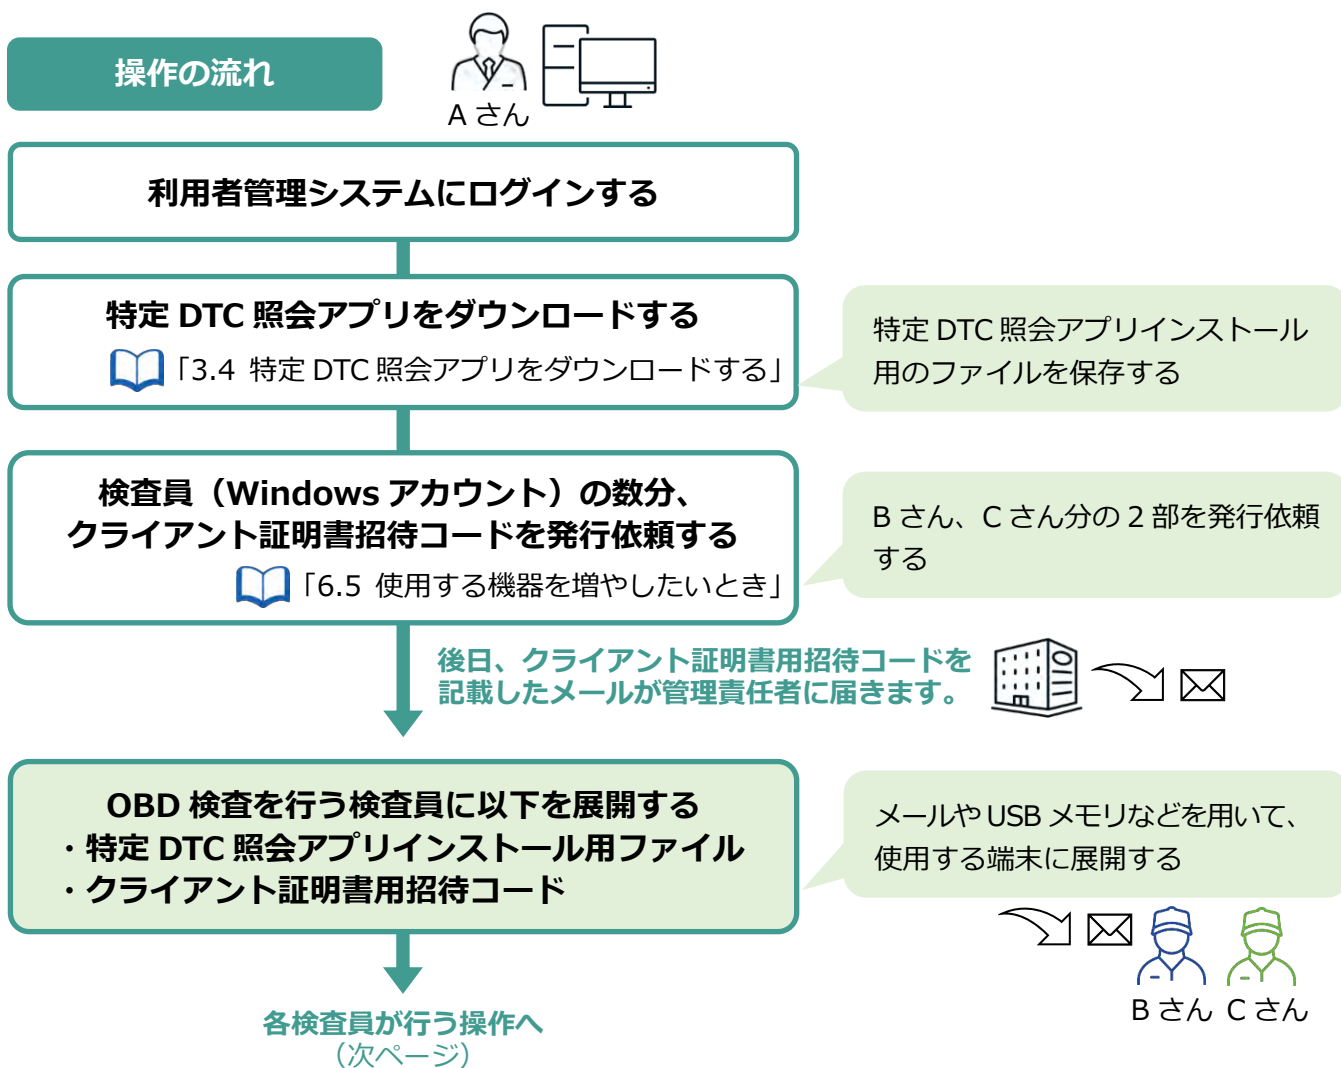 操作の流れ
A さん
利用者管理システムにログインする
特定 DTC 照会アプリをダウンロードする
「3.4 特定 DTC 照会アプリをダウンロードする」
特定 DTC 照会アプリインストール
用のファイルを保存する
検査員（Windows アカウント）の数分、
クライアント証明書招待コードを発行依頼する
「6.5 使用する機器を増やしたいとき」
B さん、C さん分の 2 部を発行依頼
する
後日、クライアント証明書用招待コードを
記載したメールが管理責任者に届きます。
OBD 検査を行う検査員に以下を展開する
・特定 DTC 照会アプリインストール用ファイル
・クライアント証明書用招待コード
メールや USB メモリなどを用いて、
使用する端末に展開する
B さん C さん
各検査員が行う操作へ
（次ページ）